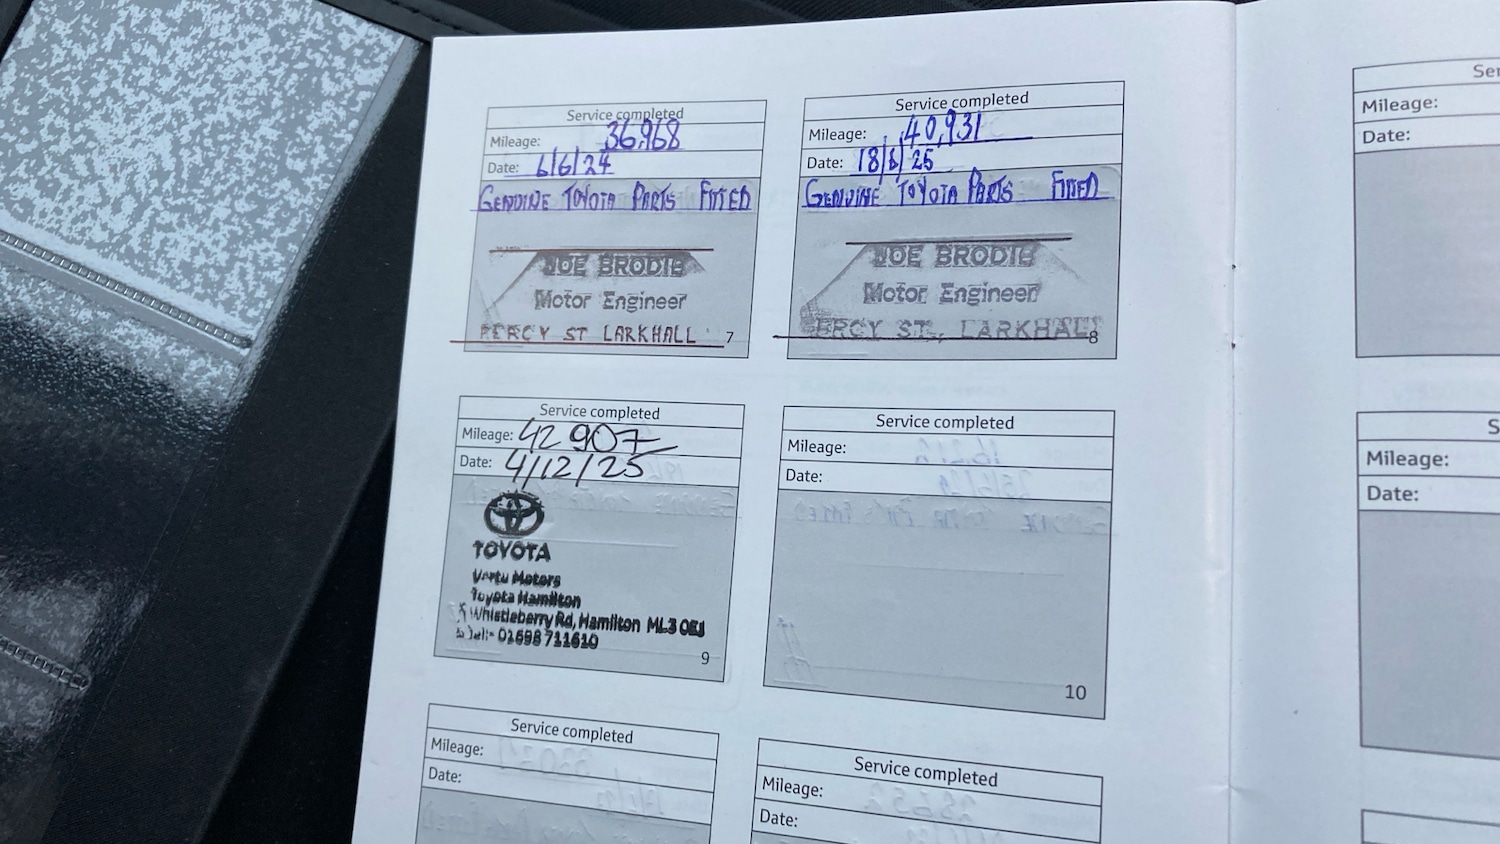 Service completed
Mileage: 36,968
Date: 6/6/24
GENUINE TOYOTA PARTS FITTED
JOE BRODIE
Motor Engineer
PERCY ST LARKHALL
7
Service completed
Mileage: 40,931
Date: 18/6/25
GENUINE TOYOTA PARTS FITTED
JOE BRODIE
Motor Engineer
PERCY ST., LARKHALL
8
Service completed
Mileage: 42907
Date: 4/12/25
TOYOTA
Vertu Motors
Toyota Hamilton
Whistleberry Rd, Hamilton ML3 0EJ
Tel:- 01698 711610
9
Service completed
Mileage:
Date:
10
Service completed
Mileage:
Date:
Service completed
Mileage:
Date:
Mileage:
Date:
Mileage:
Date: